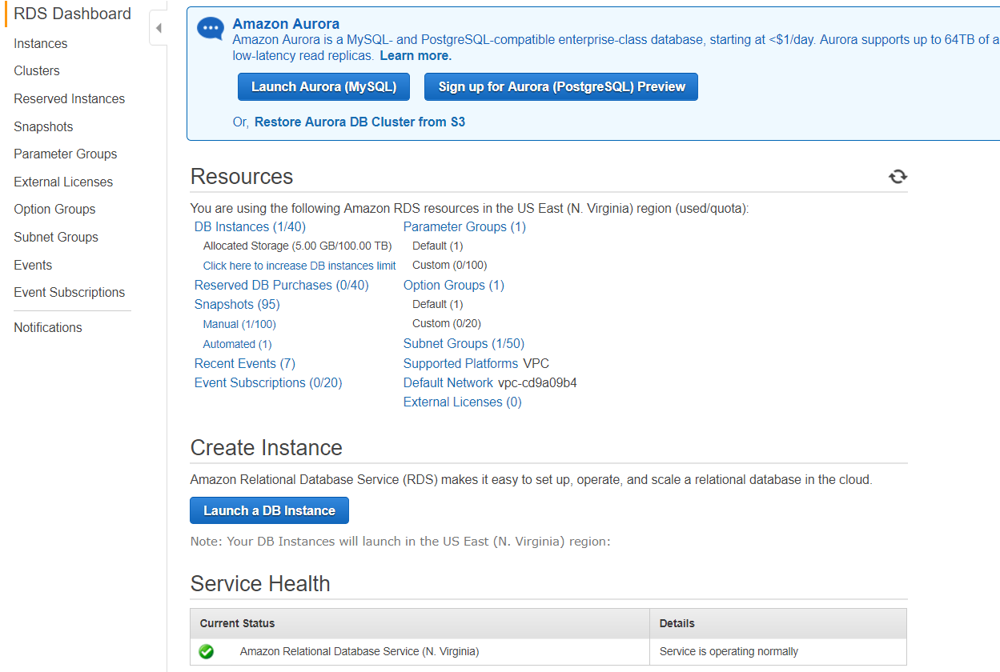 RDS Dashboard
Instances
Clusters
Reserved Instances
Snapshots
Parameter Groups
External Licenses
Option Groups
Subnet Groups
Events
Event Subscriptions
Notifications
Amazon Aurora
Amazon Aurora is a MySQL- and PostgreSQL-compatible enterprise-class database, starting at <$1/day. Aurora supports up to 64TB of a
low-latency read replicas. Learn more.
Launch Aurora (MySQL)
Sign up for Aurora (PostgreSQL) Preview
Or, Restore Aurora DB Cluster from S3
Resources
You are using the following Amazon RDS resources in the US East (N. Virginia) region (used/quota):
DB Instances (1/40)
Allocated Storage (5.00 GB/100.00 TB)
Click here to increase DB instances limit
Reserved DB Purchases (0/40)
Snapshots (95)
Manual (1/100)
Automated (1)
Recent Events (7)
Event Subscriptions (0/20)
Parameter Groups (1)
Default (1)
Custom (0/100)
Option Groups (1)
Default (1)
Custom (0/20)
Subnet Groups (1/50)
Supported Platforms VPC
Default Network vpc-cd9a09b4
External Licenses (0)
Create Instance
Amazon Relational Database Service (RDS) makes it easy to set up, operate, and scale a relational database in the cloud.
Launch a DB Instance
Note: Your DB Instances will launch in the US East (N. Virginia) region:
Service Health
Current Status
Details
Amazon Relational Database Service (N. Virginia)
Service is operating normally